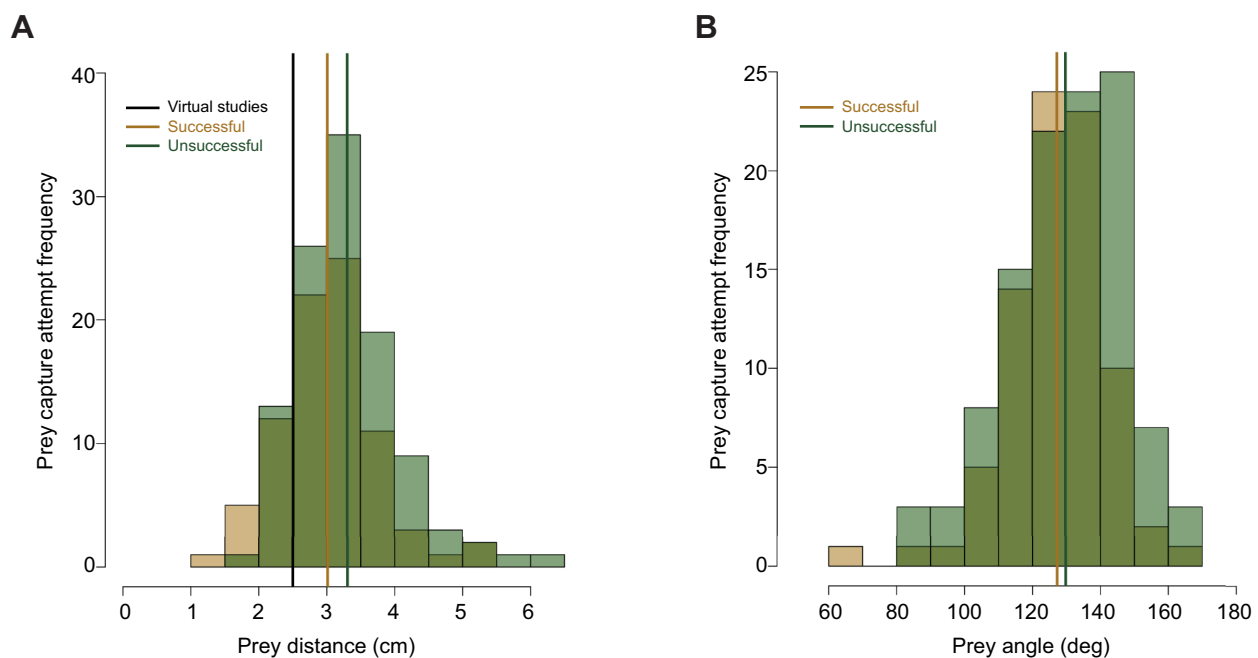 A
B
Prey capture attempt frequency
40
30
20
10
0
Virtual studies
Successful
Unsuccessful
0 1 2 3 4 5 6
Prey distance (cm)
Prey capture attempt frequency
25
20
15
10
5
0
Successful
Unsuccessful
60 80 100 120 140 160 180
Prey angle (deg)